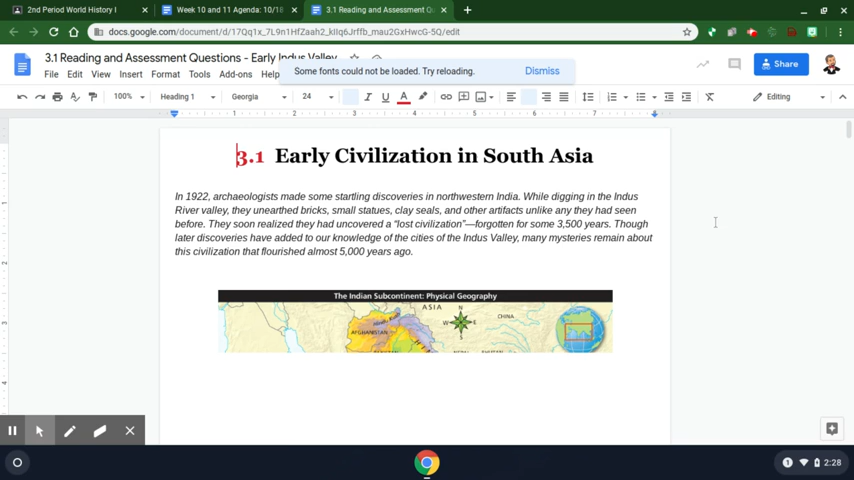 2nd Period World History I
Week 10 and 11 Agenda: 10/18
3.1 Reading and Assessment Qu
docs.google.com/document/d/17Qq1x_7L9n1HfZaah2_kIIq6Jrffb_mau2GxHwcG-5Q/edit
3.1 Reading and Assessment Questions - Early Indus Valley
File Edit View Insert Format Tools Add-ons Help
Some fonts could not be loaded. Try reloading. Dismiss
Share
100% Heading 1 Georgia 24 Editing
3.1 Early Civilization in South Asia
In 1922, archaeologists made some startling discoveries in northwestern India. While digging in the Indus
River valley, they unearthed bricks, small statues, clay seals, and other artifacts unlike any they had seen
before. They soon realized they had uncovered a “lost civilization”—forgotten for some 3,500 years. Though
later discoveries have added to our knowledge of the cities of the Indus Valley, many mysteries remain about
this civilization that flourished almost 5,000 years ago.
The Indian Subcontinent: Physical Geography
ASIA
N
W E
S
CHINA
AFGHANISTAN
2:28